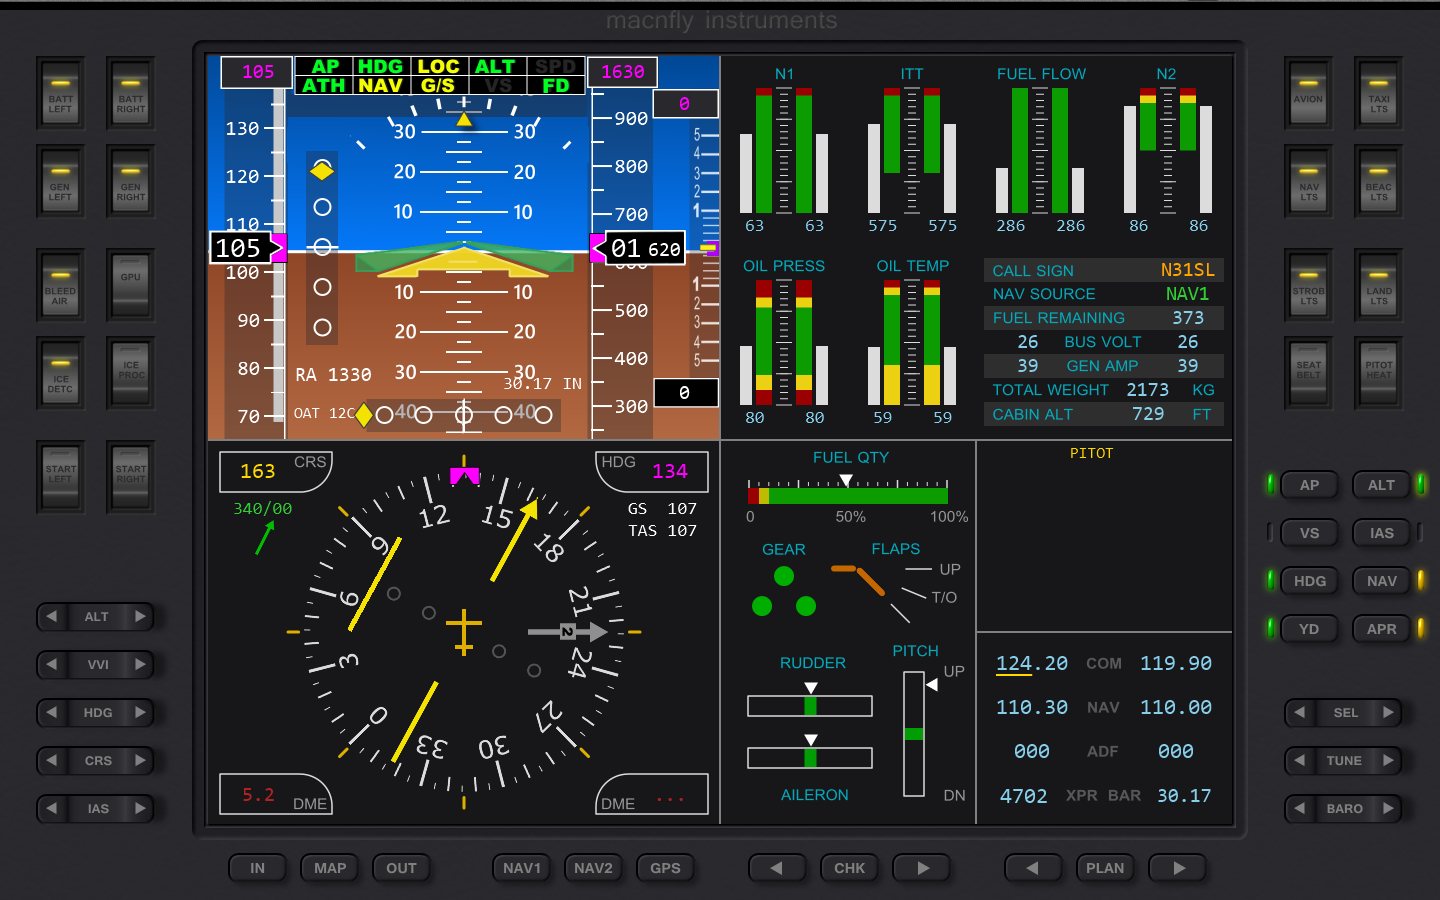 macnfly instruments
BATT LEFT
BATT RIGHT
GEN LEFT
GEN RIGHT
BLEED AIR
GPU
ICE DETC
ICE PROC
START LEFT
START RIGHT
ALT
VVI
HDG
CRS
IAS
105
AP HDG LOC ALT SPD
ATH NAV G/S VS FD
1630
0
130
120
110
100
90
80
70
105
30 30
20 20
10 10
10 10
20 20
30 30
40 40
RA 1330
OAT 12C
30.17 IN
900
800
700
600
500
400
300
01 620
5
4
3
2
1
1
2
3
4
5
0
N1
63 63
ITT
575 575
FUEL FLOW
286 286
N2
86 86
OIL PRESS
80 80
OIL TEMP
59 59
CALL SIGN N31SL
NAV SOURCE NAV1
FUEL REMAINING 373
26 BUS VOLT 26
39 GEN AMP 39
TOTAL WEIGHT 2173 KG
CABIN ALT 729 FT
163 CRS
340/00
HDG 134
GS 107
TAS 107
12
15
18
21
24
27
30
33
0
3
6
9
2
5.2 DME
DME ...
FUEL QTY
0 50% 100%
GEAR
FLAPS
UP
T/O
RUDDER
AILERON
PITCH
UP
DN
PITOT
124.20 COM 119.90
110.30 NAV 110.00
000 ADF 000
4702 XPR BAR 30.17
AVION
TAXI LTS
NAV LTS
BEAC LTS
STROB LTS
LAND LTS
SEAT BELT
PITOT HEAT
AP ALT
VS IAS
HDG NAV
YD APR
SEL
TUNE
BARO
IN MAP OUT NAV1 NAV2 GPS CHK PLAN